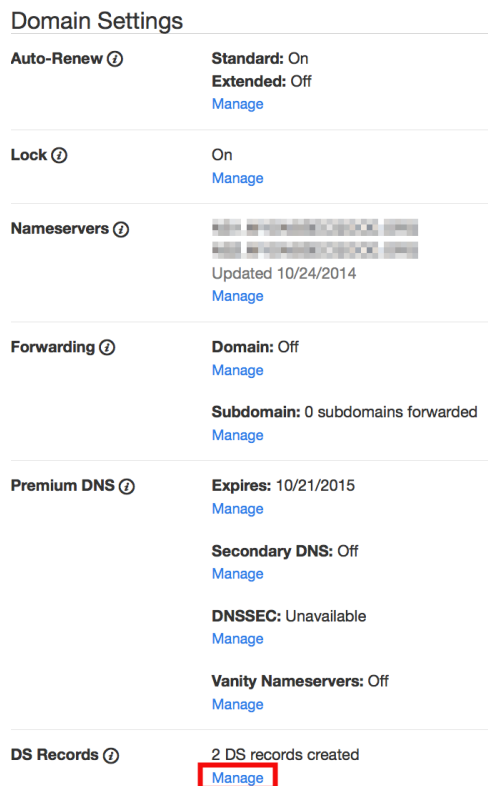 Domain Settings
Auto-Renew
Standard: On
Extended: Off
Manage
Lock
On
Manage
Nameservers
Updated 10/24/2014
Manage
Forwarding
Domain: Off
Manage
Subdomain: 0 subdomains forwarded
Manage
Premium DNS
Expires: 10/21/2015
Manage
Secondary DNS: Off
Manage
DNSSEC: Unavailable
Manage
Vanity Nameservers: Off
Manage
DS Records
2 DS records created
Manage